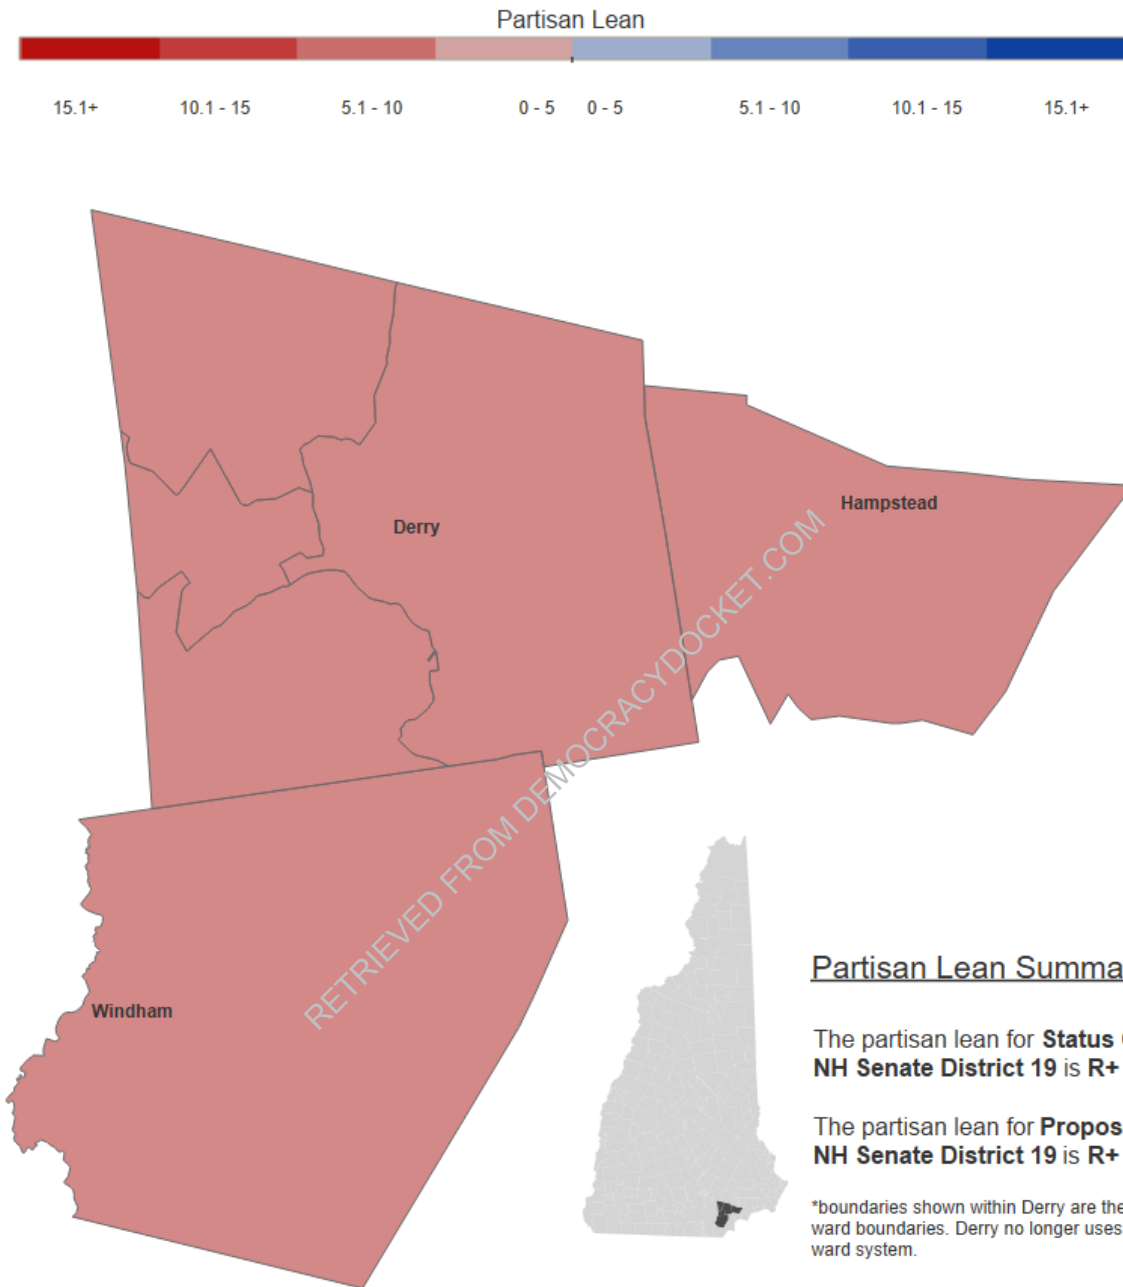 Partisan Lean
15.1+ 10.1 - 15 5.1 - 10 0 - 5 0 - 5 5.1 - 10 10.1 - 15 15.1+
Derry
Hampstead
RETRIEVED FROM DEMOCRACYDOCKET.COM
Windham
Partisan Lean Summa
The partisan lean for Status
NH Senate District 19 is R+
The partisan lean for Propos
NH Senate District 19 is R+
*boundaries shown within Derry are the
ward boundaries. Derry no longer uses
ward system.